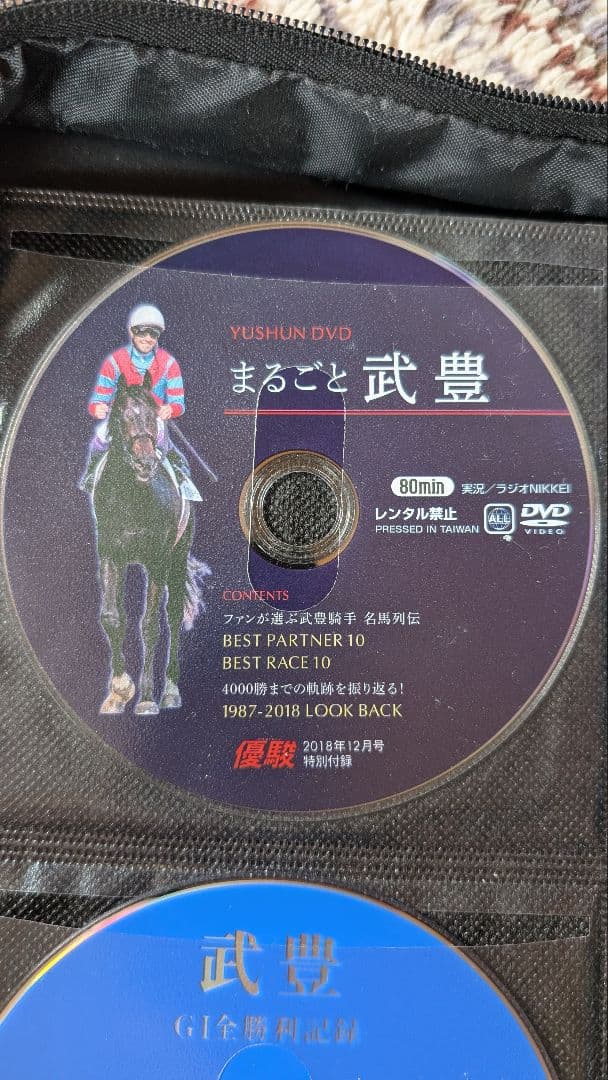 YUSHUN DVD
まるごと 武 豊
80min 実況／ラジオNIKKEI
レンタル禁止
PRESSED IN TAIWAN ALL DVD
VIDEO
CONTENTS
ファンが選ぶ武豊騎手 名馬列伝
BEST PARTNER 10
BEST RACE 10
4000勝までの軌跡を振り返る!
1987-2018 LOOK BACK
優駿 2018年12月号
特別付録
武 豊
GI全勝利記録